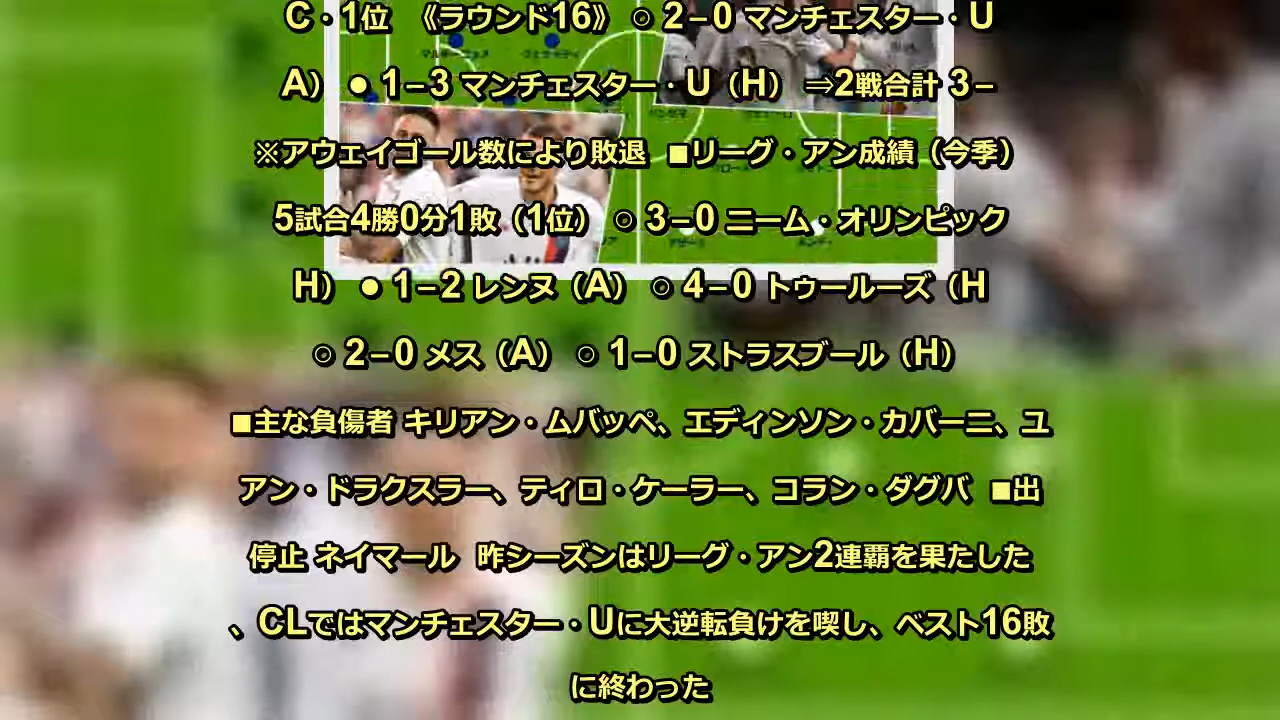 C・1位 《ラウンド16》 ◎ 2−0 マンチェスター・U
A） ● 1−3 マンチェスター・U（H） ⇒2戦合計 3−
※アウェイゴール数により敗退 ■リーグ・アン成績（今季）
5試合4勝0分1敗（1位） ◎ 3−0 ニーム・オリンピック
H） ● 1−2 レンヌ（A） ◎ 4−0 トゥールーズ（H
◎ 2−0 メス（A） ◎ 1−0 ストラスブール（H）
■主な負傷者 キリアン・ムバッペ、エディンソン・カバーニ、ユ
アン・ドラクスラー、ティロ・ケーラー、コラン・ダグバ ■出
停止 ネイマール 昨シーズンはリーグ・アン2連覇を果たした
、CLではマンチェスター・Uに大逆転負けを喫し、ベスト16敗
に終わった